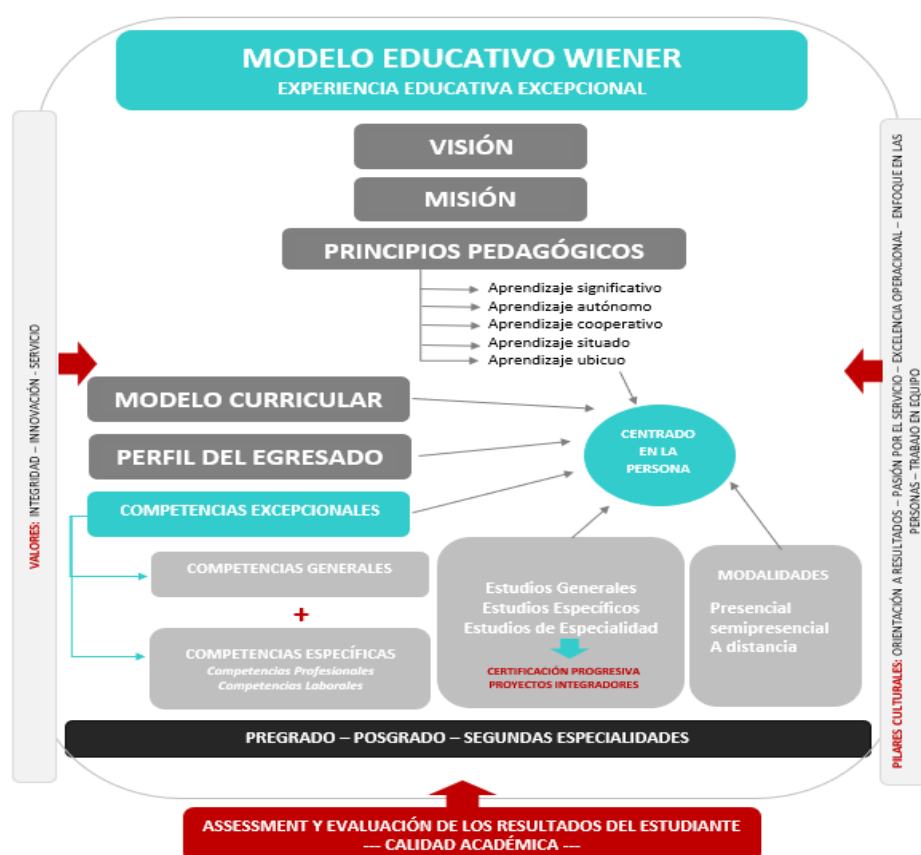 MODELO EDUCATIVO WIENER
EXPERIENCIA EDUCATIVA EXCEPCIONAL
VISIÓN
MISIÓN
PRINCIPIOS PEDAGÓGICOS
Aprendizaje significativo
Aprendizaje autónomo
Aprendizaje cooperativo
Aprendizaje situado
Aprendizaje ubicuo
VALORES: INTEGRIDAD – INNOVACIÓN - SERVICIO
MODELO CURRICULAR
PERFIL DEL EGRESADO
COMPETENCIAS EXCEPCIONALES
CENTRADO
EN LA
PERSONA
COMPETENCIAS GENERALES
+
COMPETENCIAS ESPECÍFICAS
Competencias Profesionales
Competencias Laborales
Estudios Generales
Estudios Específicos
Estudios de Especialidad
CERTIFICACIÓN PROGRESIVA
PROYECTOS INTEGRADORES
MODALIDADES
Presencial
semipresencial
A distancia
PILARES CULTURALES: ORIENTACIÓN A RESULTADOS – PASIÓN POR EL SERVICIO – EXCELENCIA OPERACIONAL – ENFOQUE EN LAS
PERSONAS – TRABAJO EN EQUIPO
PREGRADO – POSGRADO – SEGUNDAS ESPECIALIDADES
ASSESSMENT Y EVALUACIÓN DE LOS RESULTADOS DEL ESTUDIANTE
--- CALIDAD ACADÉMICA ---